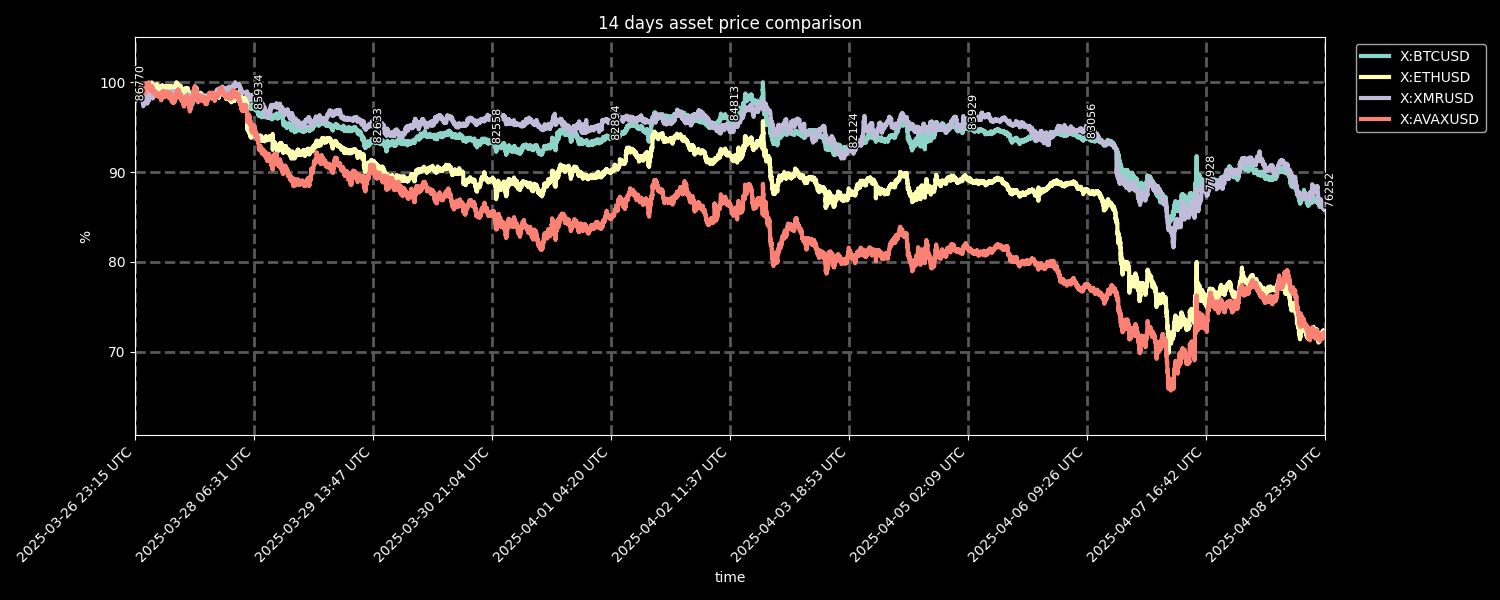 14 days asset price comparison
X:BTCUSD
X:ETHUSD
X:XMRUSD
X:AVAXUSD
%
100
90
80
70
86770
85934
82633
82558
82894
84813
82124
83929
83056
77928
76252
2025-03-26 23:15 UTC
2025-03-28 06:31 UTC
2025-03-29 13:47 UTC
2025-03-30 21:04 UTC
2025-04-01 04:20 UTC
2025-04-02 11:37 UTC
2025-04-03 18:53 UTC
2025-04-05 02:09 UTC
2025-04-06 09:26 UTC
2025-04-07 16:42 UTC
2025-04-08 23:59 UTC
time